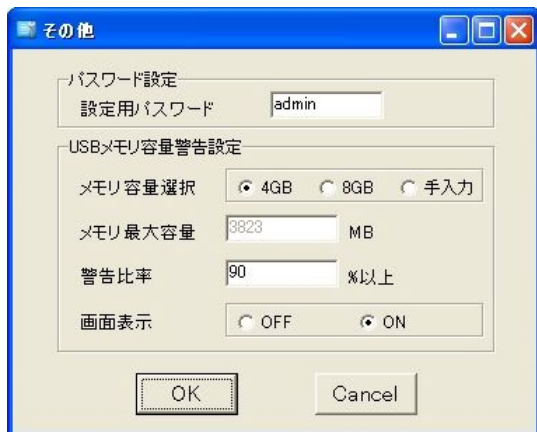 その他
パスワード設定
設定用パスワード admin
USBメモリ容量警告設定
メモリ容量選択 4GB 8GB 手入力
メモリ最大容量 3823 MB
警告比率 90 %以上
画面表示 OFF ON
OK Cancel